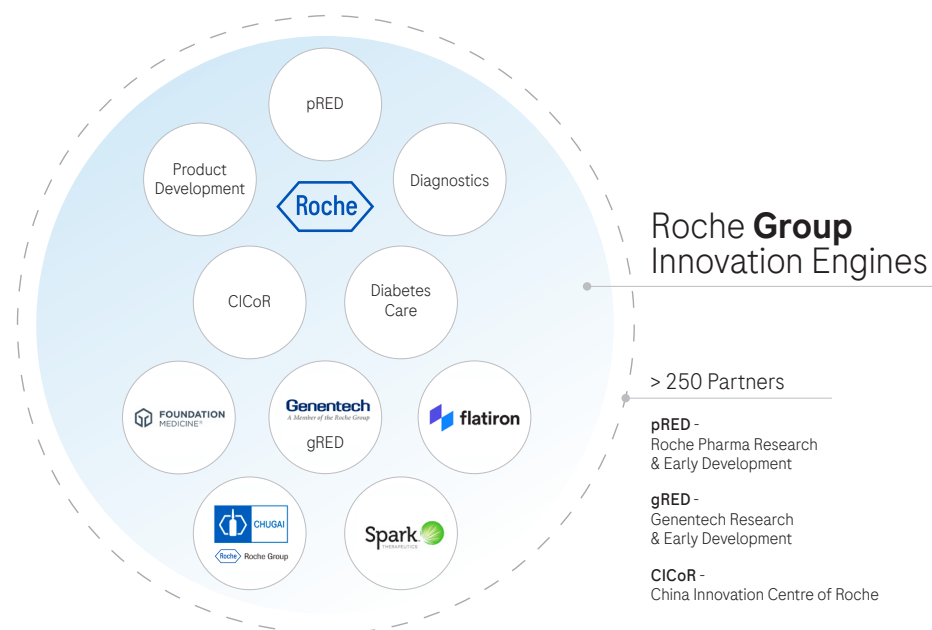 pRED
Product
Development
Diagnostics
Roche
Roche Group
Innovation Engines
CICoR
Diabetes
Care
> 250 Partners
FOUNDATION
MEDICINE®
Genentech
A Member of the Roche Group
gRED
flatiron
pRED -
Roche Pharma Research
& Early Development
gRED -
Genentech Research
& Early Development
CHUGAI
Roche Roche Group
Spark
THERAPEUTICS
CICoR -
China Innovation Centre of Roche